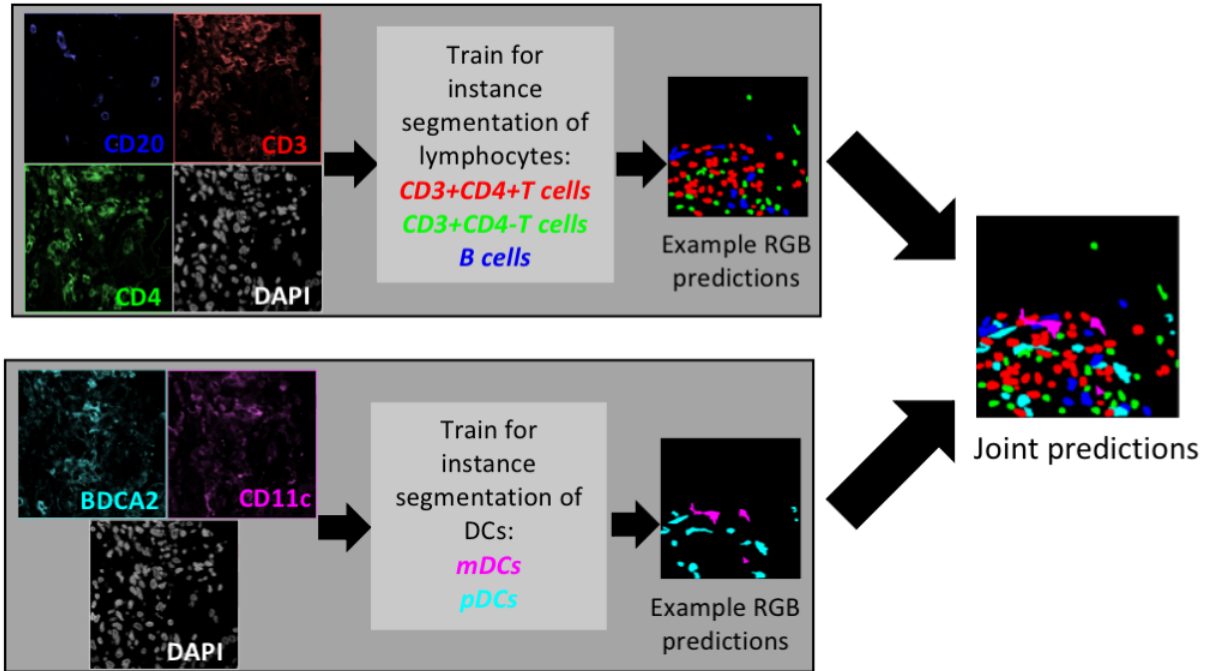 CD20
CD3
CD4
DAPI
Train for
instance
segmentation of
lymphocytes:
CD3+CD4+T cells
CD3+CD4-T cells
B cells
Example RGB
predictions
BDCA2
CD11c
DAPI
Train for
instance
segmentation of
DCs:
mDCs
pDCs
Example RGB
predictions
Joint predictions